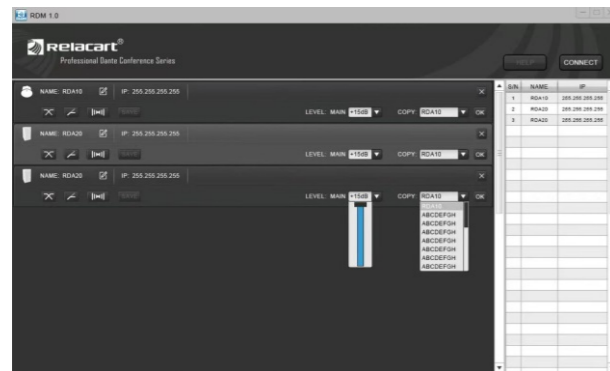 RDM 1.0
Relacart®
Professional Dante Conference Series
HELP
CONNECT
NAME: RDA10 IP: 255.255.255.255
LEVEL: MAIN +15dB COPY: RDA10 OK
NAME: RDA20 IP: 255.255.255.255
LEVEL: MAIN +15dB COPY: RDA10 OK
NAME: RDA20 IP: 255.255.255.255
LEVEL: MAIN +15dB COPY: RDA10 OK
RDA10
ABCDEFGH
ABCDEFGH
ABCDEFGH
ABCDEFGH
ABCDEFGH
ABCDEFGH
ABCDEFGH
S/N NAME IP
1 RDA10 255.255.255.255
2 RDA20 255.255.255.255
3 RDA20 255.255.255.255